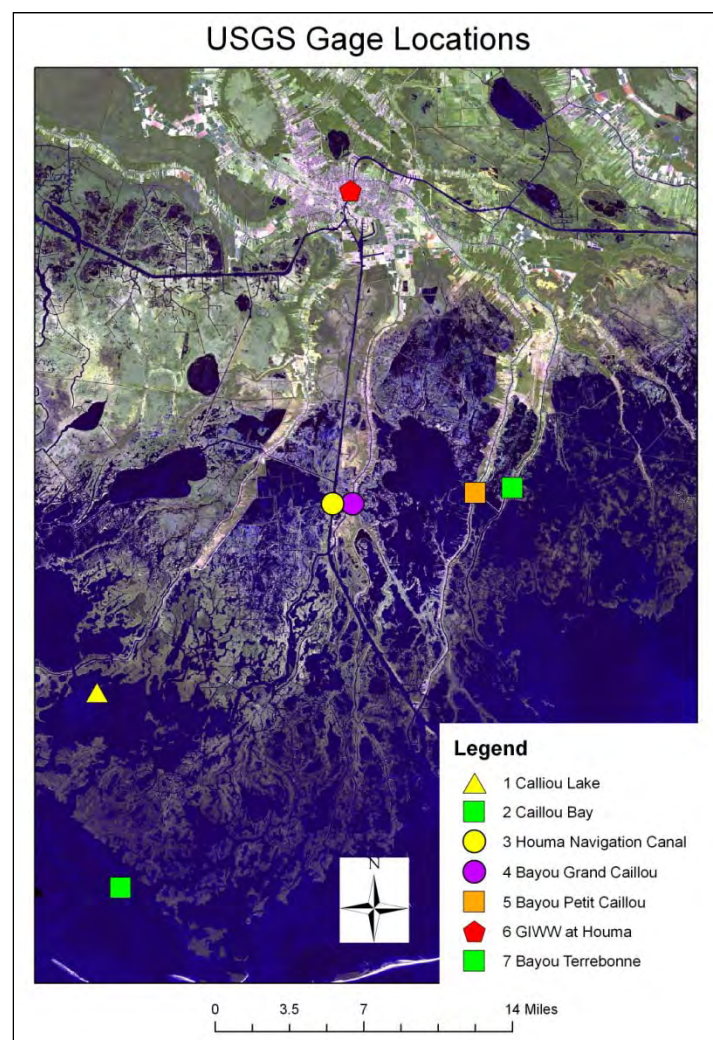 USGS Gage Locations
Legend
1 Calliou Lake
2 Caillou Bay
3 Houma Navigation Canal
4 Bayou Grand Caillou
5 Bayou Petit Caillou
6 GIWW at Houma
7 Bayou Terrebonne
N
0 3.5 7 14 Miles